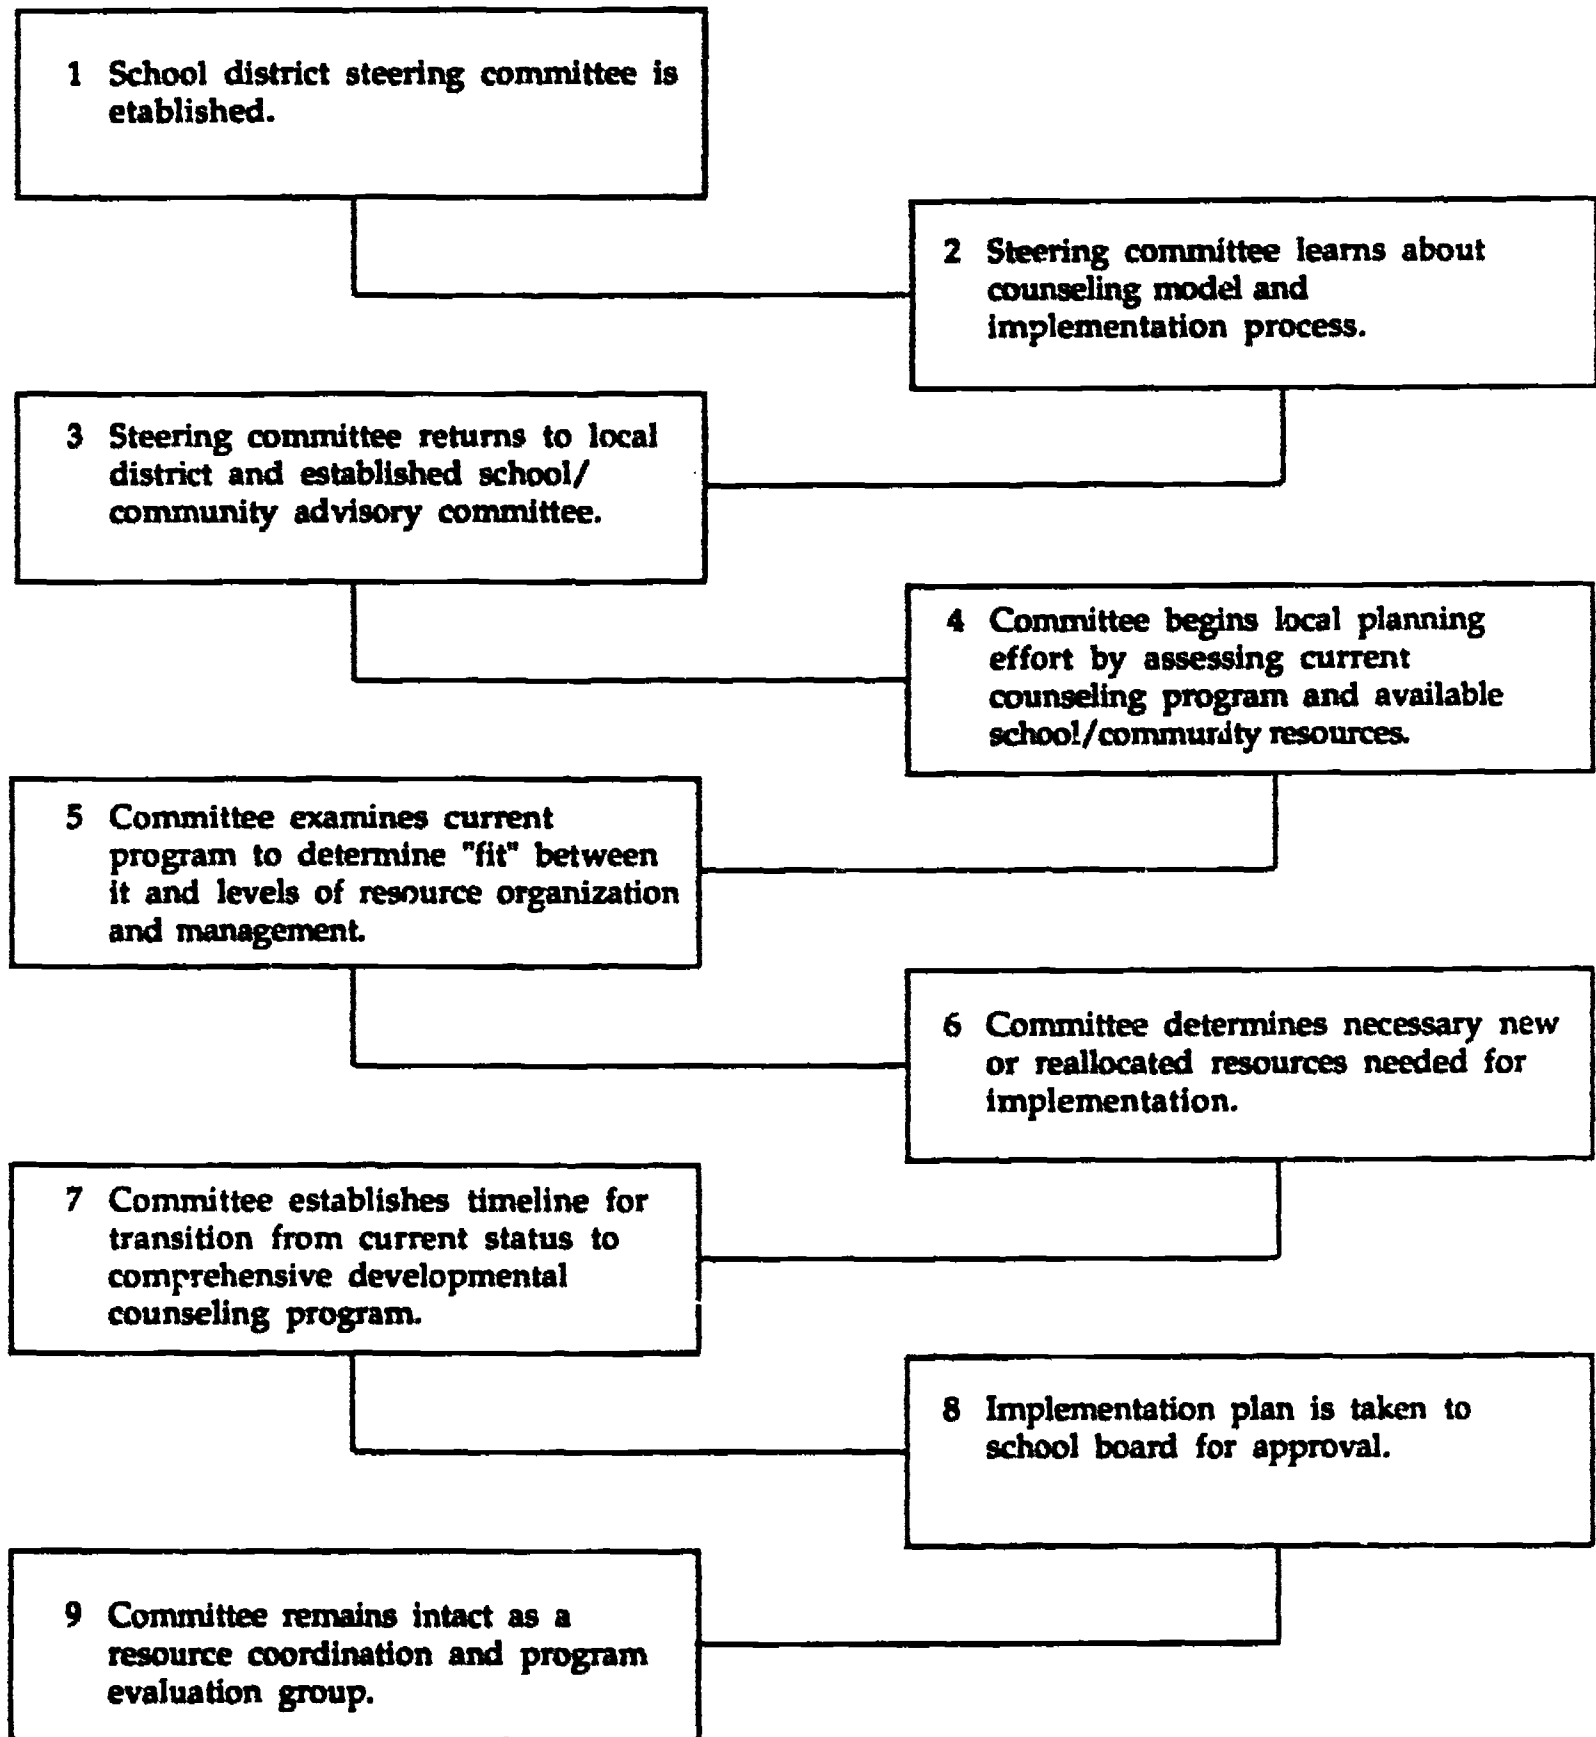 1 School district steering committee is
etablished.
2 Steering committee learns about
counseling model and
implementation process.
3 Steering committee returns to local
district and established school/
community advisory committee.
4 Committee begins local planning
effort by assessing current
counseling program and available
school/community resources.
5 Committee examines current
program to determine "fit" between
it and levels of resource organization
and management.
6 Committee determines necessary new
or reallocated resources needed for
implementation.
7 Committee establishes timeline for
transition from current status to
comprehensive developmental
counseling program.
8 Implementation plan is taken to
school board for approval.
9 Committee remains intact as a
resource coordination and program
evaluation group.